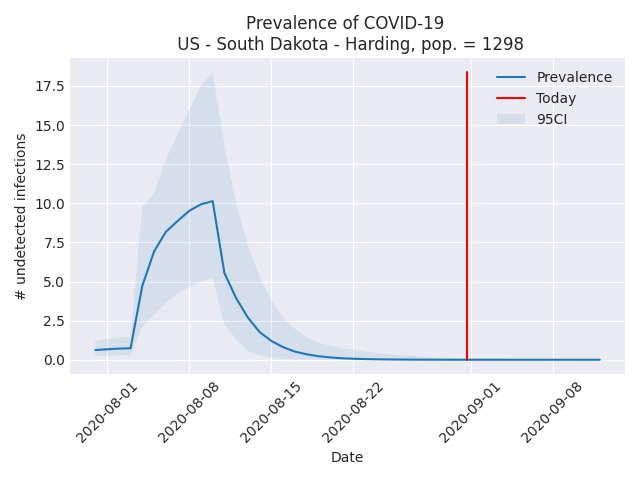 Prevalence of COVID-19
US - South Dakota - Harding, pop. = 1298
Prevalence
Today
95CI
17.5
15.0
12.5
10.0
7.5
5.0
2.5
0.0
# undetected infections
2020-08-01
2020-08-08
2020-08-15
2020-08-22
2020-09-01
2020-09-08
Date